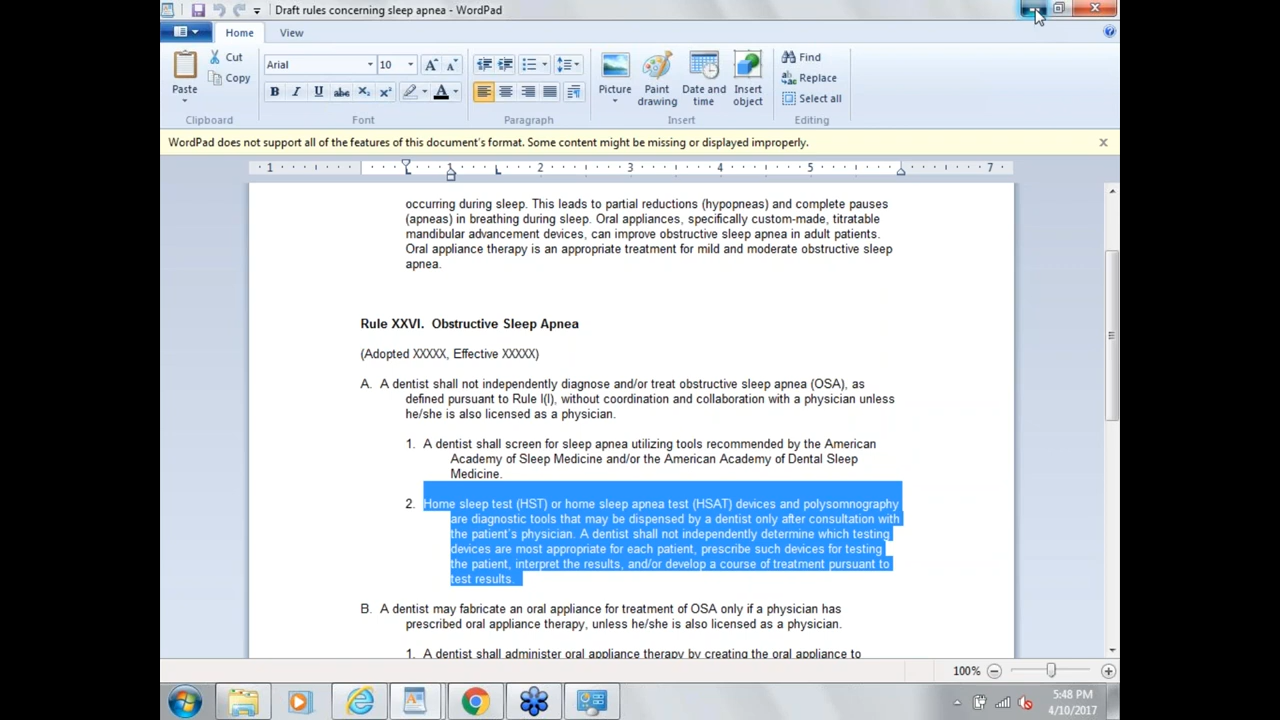 Draft rules concerning sleep apnea - WordPad
Home View
Cut
Copy
Paste
Clipboard
Arial 10
B I U abc X₂ X²
A
Font
Paragraph
Picture
Paint drawing
Date and time
Insert object
Insert
Find
Replace
Select all
Editing
WordPad does not support all of the features of this document's format. Some content might be missing or displayed improperly.
1 1 2 3 4 5 7
occurring during sleep. This leads to partial reductions (hypopneas) and complete pauses
(apneas) in breathing during sleep. Oral appliances, specifically custom-made, titratable
mandibular advancement devices, can improve obstructive sleep apnea in adult patients.
Oral appliance therapy is an appropriate treatment for mild and moderate obstructive sleep
apnea.
Rule XXVI. Obstructive Sleep Apnea
(Adopted XXXXX, Effective XXXXX)
A. A dentist shall not independently diagnose and/or treat obstructive sleep apnea (OSA), as
defined pursuant to Rule I(I), without coordination and collaboration with a physician unless
he/she is also licensed as a physician.
1. A dentist shall screen for sleep apnea utilizing tools recommended by the American
Academy of Sleep Medicine and/or the American Academy of Dental Sleep
Medicine.
2. Home sleep test (HST) or home sleep apnea test (HSAT) devices and polysomnography
are diagnostic tools that may be dispensed by a dentist only after consultation with
the patient's physician. A dentist shall not independently determine which testing
devices are most appropriate for each patient, prescribe such devices for testing
the patient, interpret the results, and/or develop a course of treatment pursuant to
test results.
B. A dentist may fabricate an oral appliance for treatment of OSA only if a physician has
prescribed oral appliance therapy, unless he/she is also licensed as a physician.
1. A dentist shall administer oral appliance therapy by creating the oral appliance to
100%
5:48 PM
4/10/2017